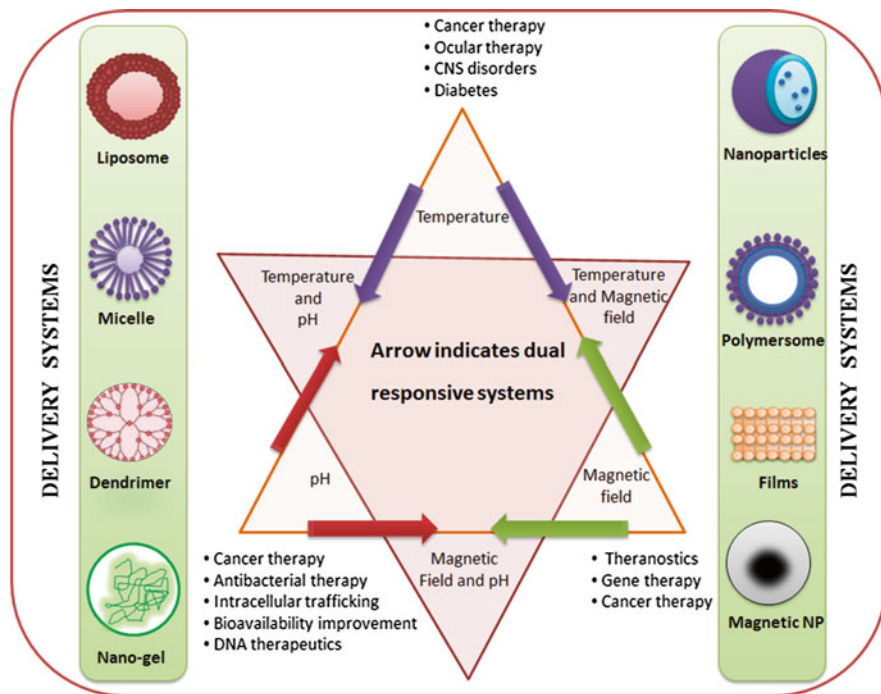 • Cancer therapy
• Ocular therapy
• CNS disorders
• Diabetes
DELIVERY SYSTEMS
Liposome
Micelle
Dendrimer
Nano-gel
Temperature
Temperature
and
pH
Temperature
and Magnetic
field
Arrow indicates dual
responsive systems
pH
Magnetic
field
Magnetic
Field and pH
• Cancer therapy
• Antibacterial therapy
• Intracellular trafficking
• Bioavailability improvement
• DNA therapeutics
• Theranostics
• Gene therapy
• Cancer therapy
Nanoparticles
Polymersome
Films
Magnetic NP
DELIVERY SYSTEMS